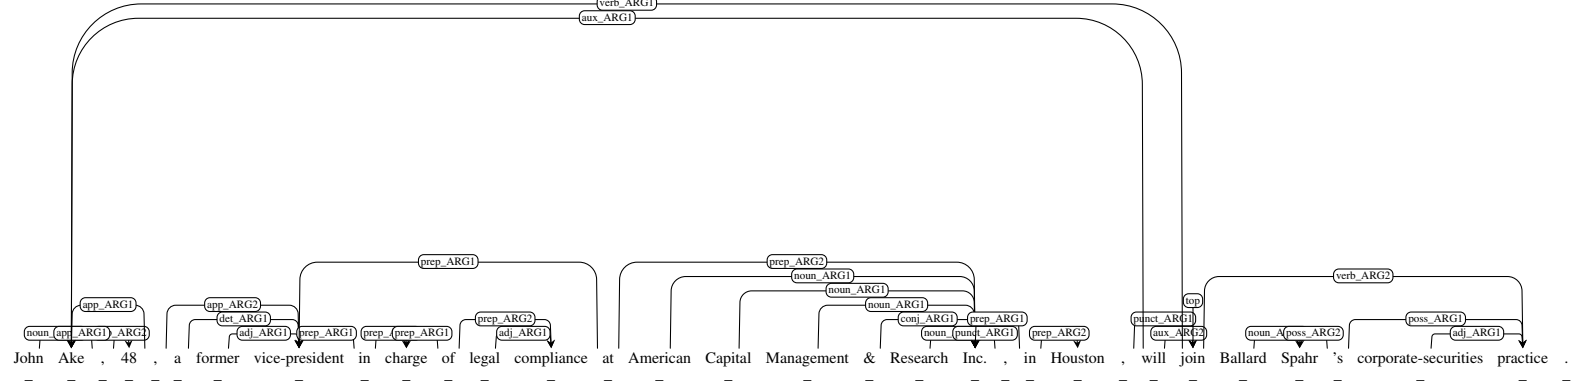 verb_ARG1
aux_ARG1
prep_ARG1 prep_ARG2
noun_ARG1 verb_ARG2
noun_ARG1
top
app_ARG1 app_ARG2 noun_ARG1
det_ARG1 prep_ARG2 conj_ARG1 prep_ARG1 punct_ARG1 poss_ARG1
noun_ app_ARG1 _ARG2 adj_ARG1 prep_ARG1 prep_ prep_ARG1 adj_ARG1 noun_ punct_ARG1 prep_ARG2 aux_ARG2 noun_A poss_ARG2 adj_ARG1
John Ake , 48 , a former vice-president in charge of legal compliance at American Capital Management & Research Inc. , in Houston , will join Ballard Spahr 's corporate-securities practice .